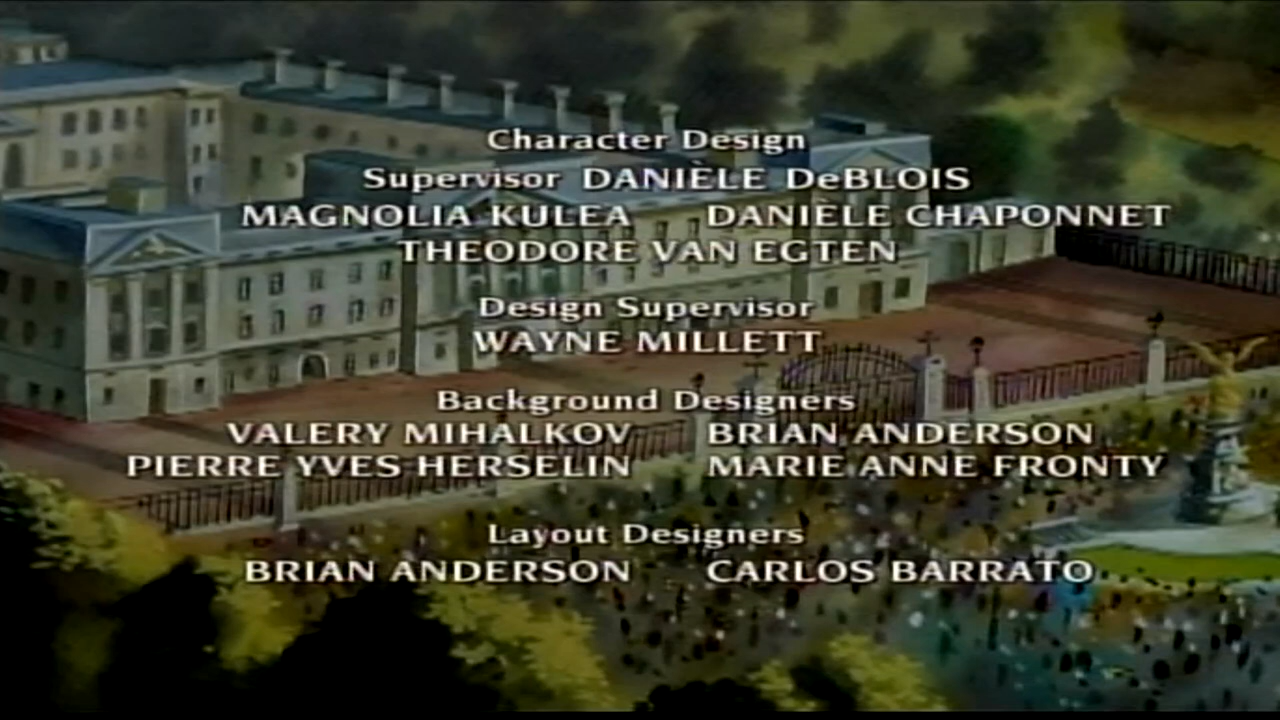 Character Design
Supervisor DANIÈLE DeBLOIS
MAGNOLIA KULEA DANIELE CHAPONNET
THEODORE VAN EGTEN
Design Supervisor
WAYNE MILLETT
Background Designers
VALERY MIHALKOV BRIAN ANDERSON
PIERRE YVES HERSELIN MARIE ANNE FRONTY
Layout Designers
BRIAN ANDERSON CARLOS BARRATO